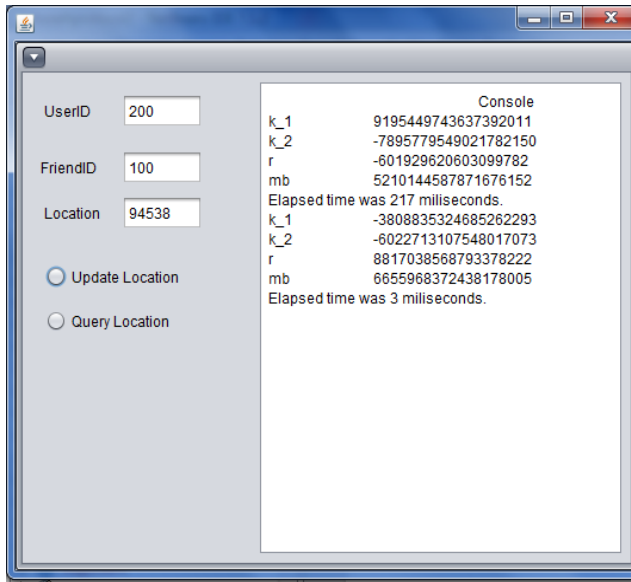 UserID 200
FriendID 100
Location 94538
Update Location
Query Location
Console
k_1 9195449743637392011
k_2 -7895779549021782150
r -601929620603099782
mb 5210144587871676152
Elapsed time was 217 miliseconds.
k_1 -3808835324685262293
k_2 -6022713107548017073
r 8817038568793378222
mb 6655968372438178005
Elapsed time was 3 miliseconds.